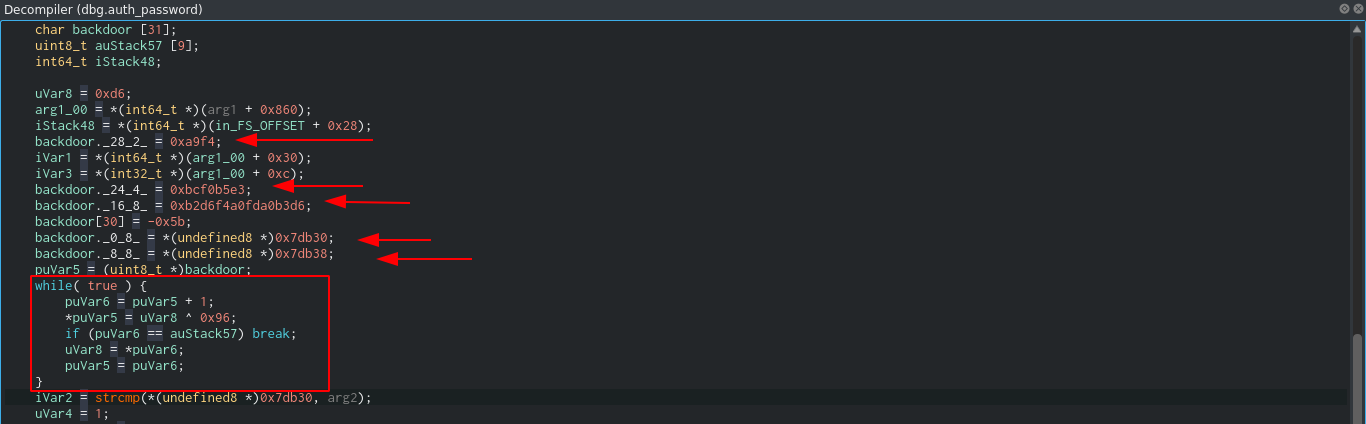 Decompiler (dbg.auth_password)
char backdoor [31];
uint8_t auStack57 [9];
int64_t iStack48;
uVar8 = 0xd6;
arg1_00 = *(int64_t *)(arg1 + 0x860);
iStack48 = *(int64_t *)(in_FS_OFFSET + 0x28);
backdoor._28_2_ = 0xa9f4;
iVar1 = *(int64_t *)(arg1_00 + 0x30);
iVar3 = *(int32_t *)(arg1_00 + 0xc);
backdoor._24_4_ = 0xbcf0b5e3;
backdoor._16_8_ = 0xb2d6f4a0fda0b3d6;
backdoor[30] = -0x5b;
backdoor._0_8_ = *(undefined8 *)0x7db30;
backdoor._8_8_ = *(undefined8 *)0x7db38;
puVar5 = (uint8_t *)backdoor;
while( true ) {
puVar6 = puVar5 + 1;
*puVar5 = uVar8 ^ 0x96;
if (puVar6 == auStack57) break;
uVar8 = *puVar6;
puVar5 = puVar6;
}
iVar2 = strcmp(*(undefined8 *)0x7db30, arg2);
uVar4 = 1;